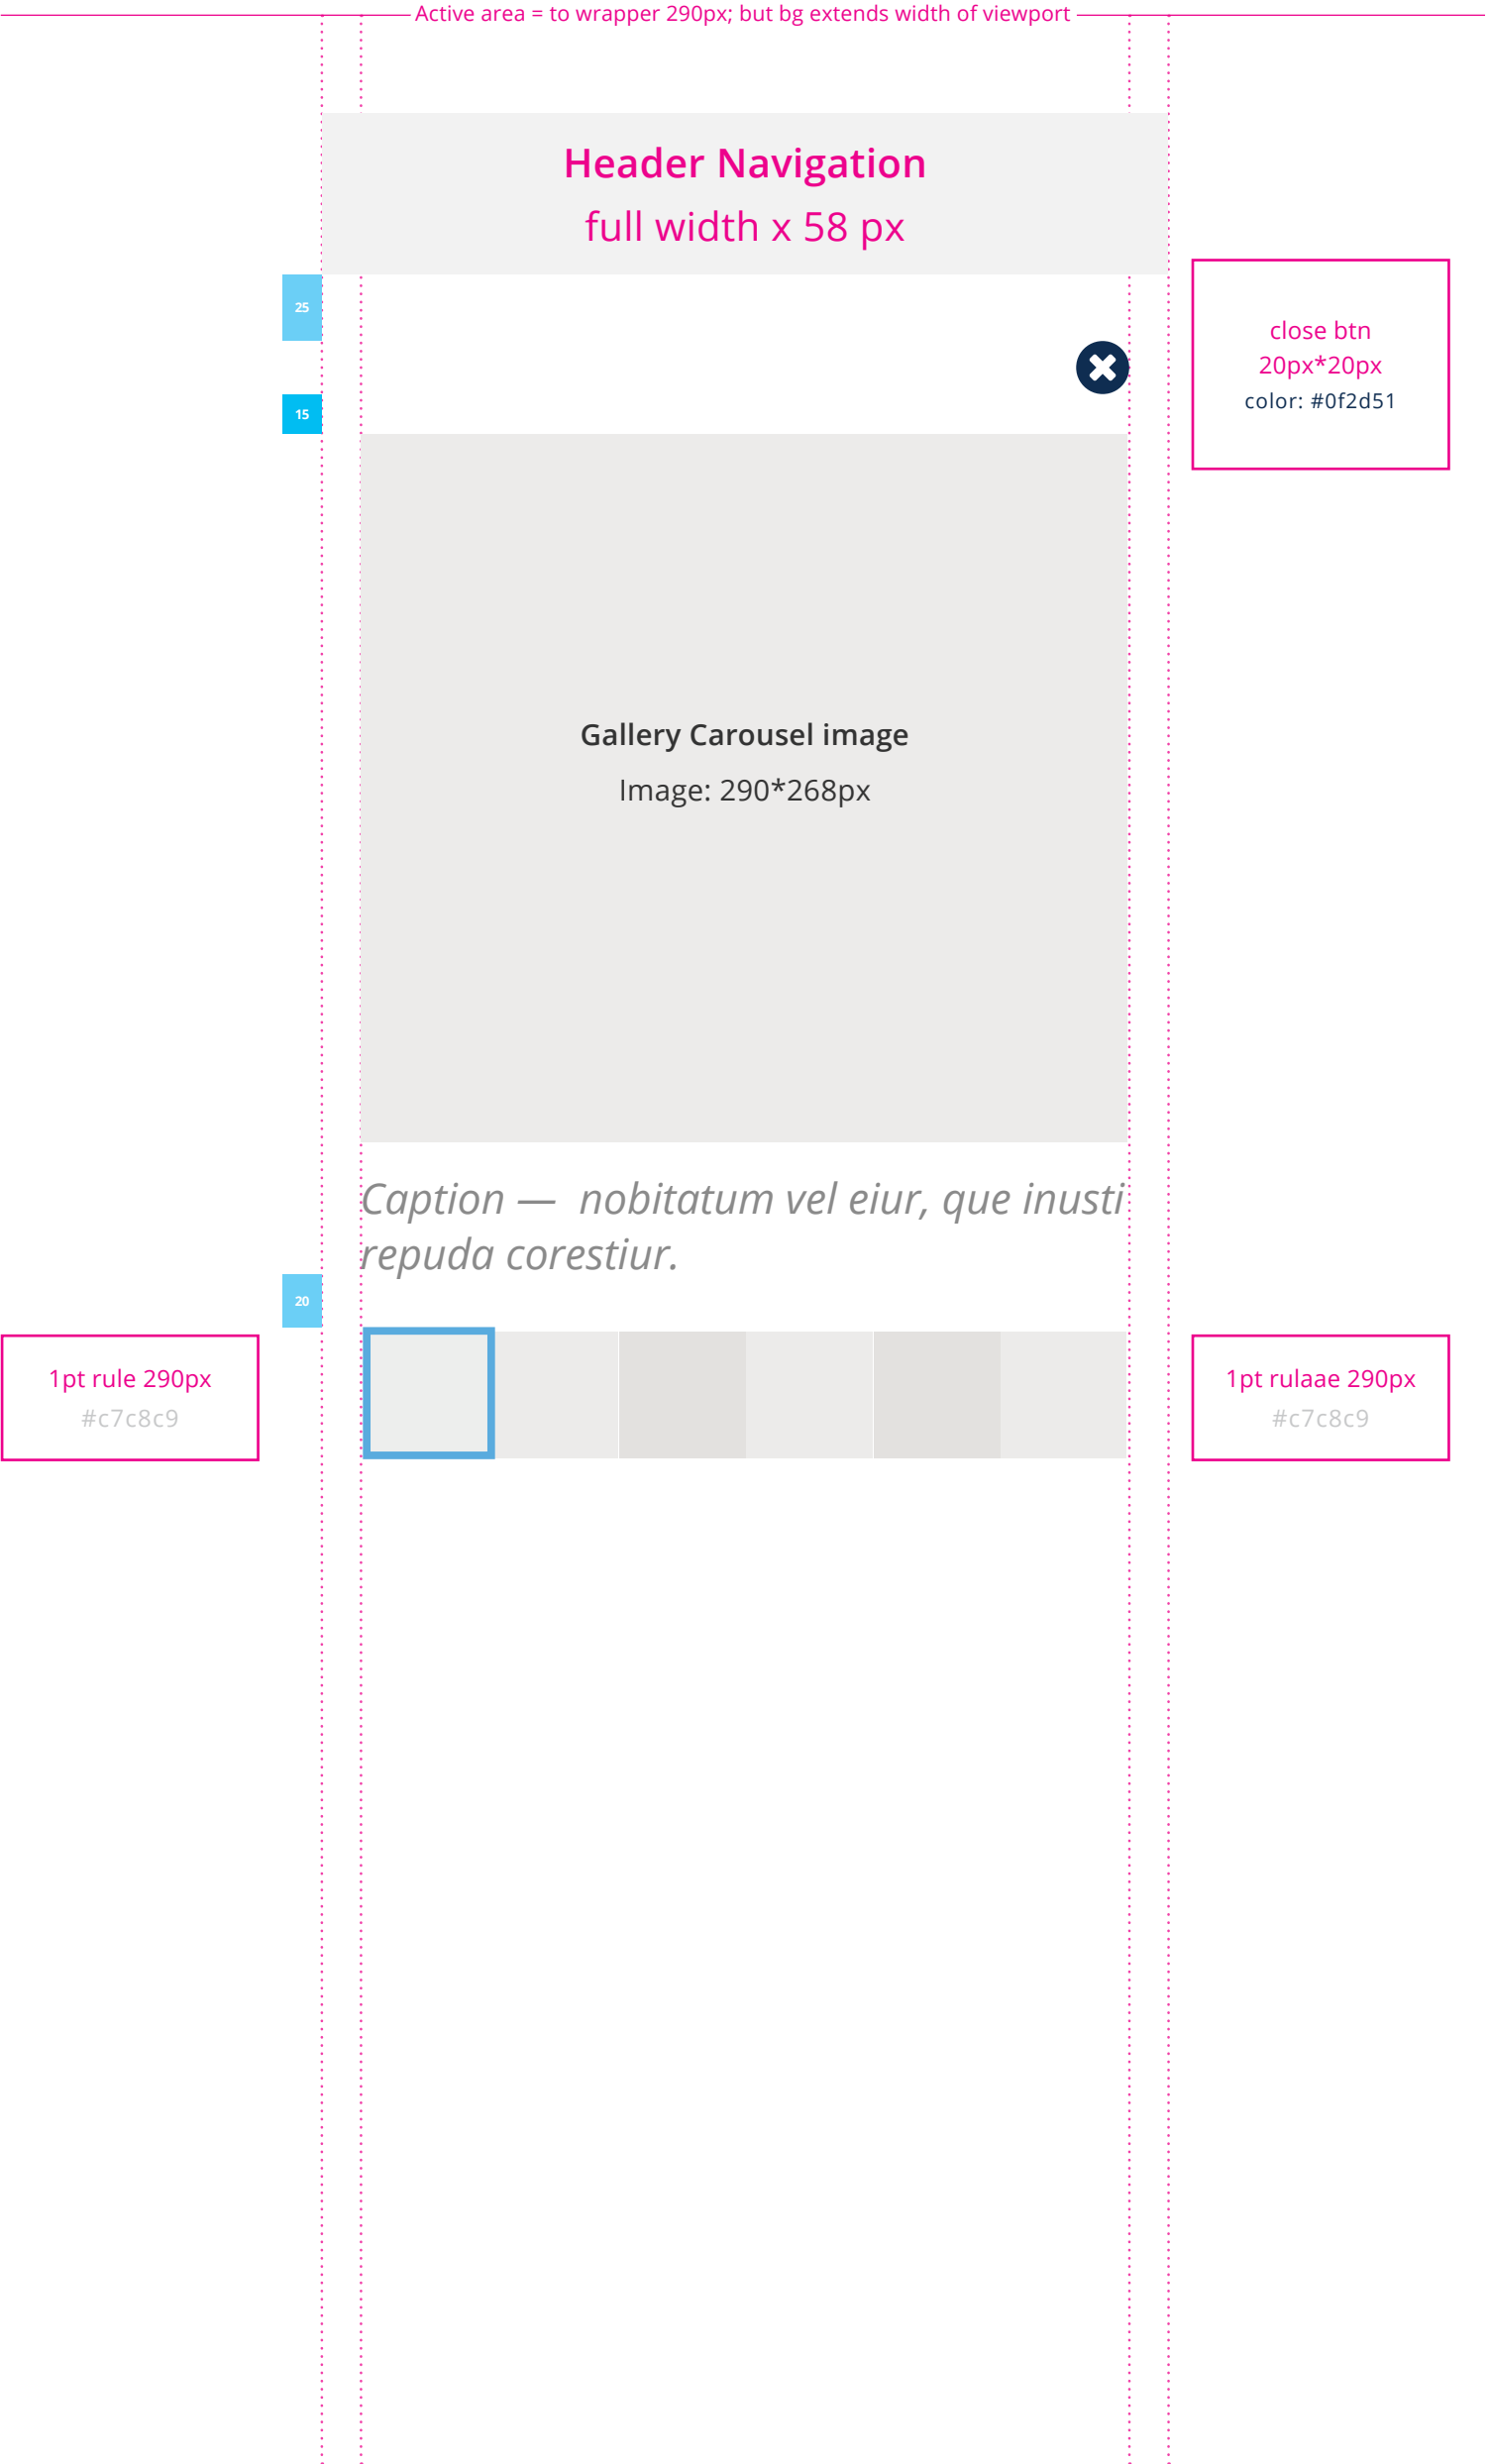 Active area = to wrapper 290px; but bg extends width of viewport
Header Navigation
full width x 58 px
25
close btn
20px*20px
color: #0f2d51
15
Gallery Carousel image
Image: 290*268px
Caption —  nobitatum vel eiur, que inusti
repuda corestiur.
20
1pt rule 290px
#c7c8c9
1pt rulaae 290px
#c7c8c9